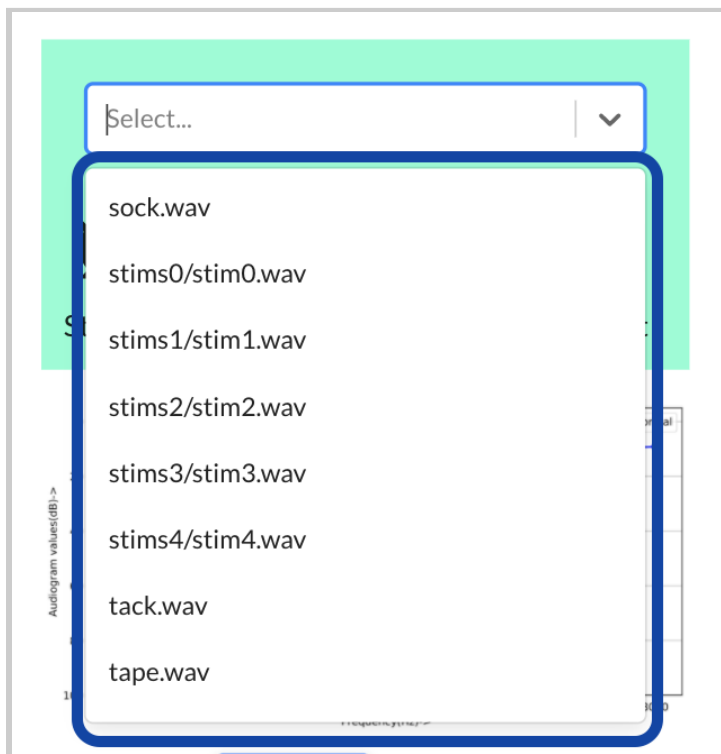 Select...
sock.wav
stims0/stim0.wav
stims1/stim1.wav
stims2/stim2.wav
stims3/stim3.wav
stims4/stim4.wav
tack.wav
tape.wav
Audiogram values(dB)->